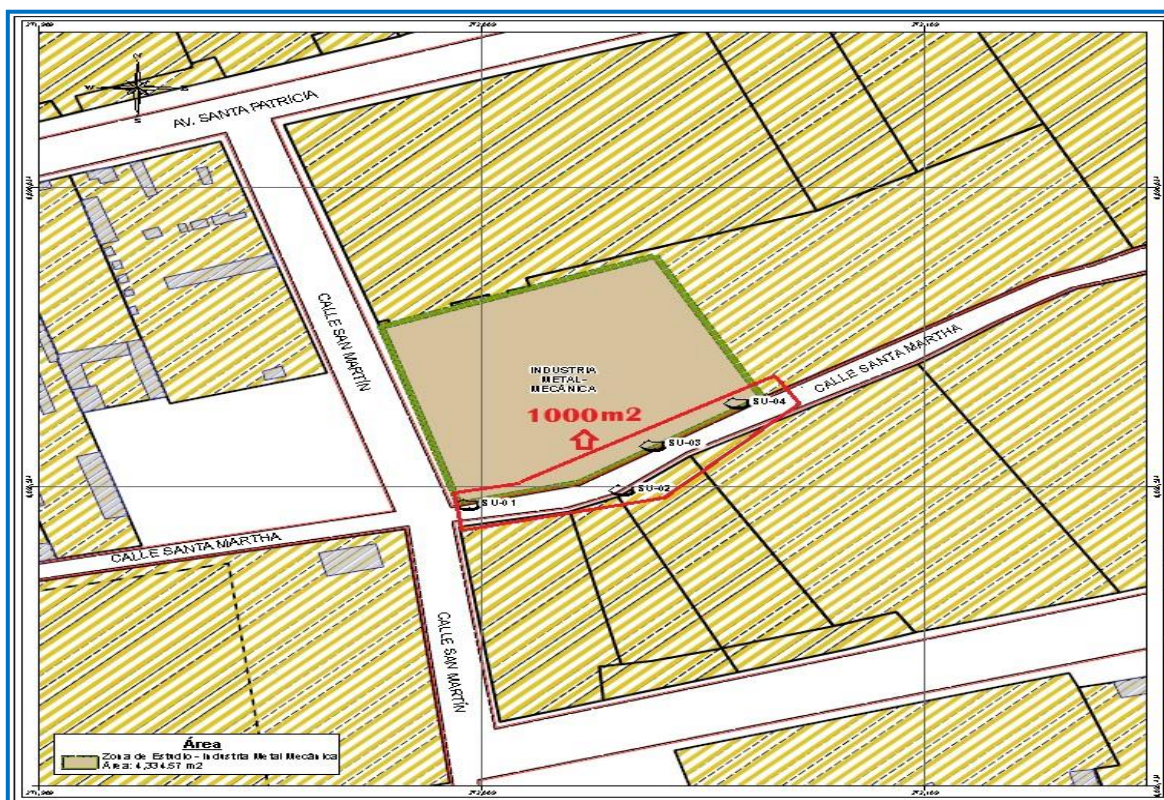 N
W
E
S
AV. SANTA PATRICIA
CALLE SAN MARTÍN
INDUSTRIA
METAL-
MECÁNICA
1000m2
CALLE SANTA MARTHA
SU-04
SU-03
SU-02
SU-01
CALLE SANTA MARTHA
CALLE SAN MARTÍN
Área
Zona de Estudio - Industria Metal Mecánica
Área: 4,334.57 m2